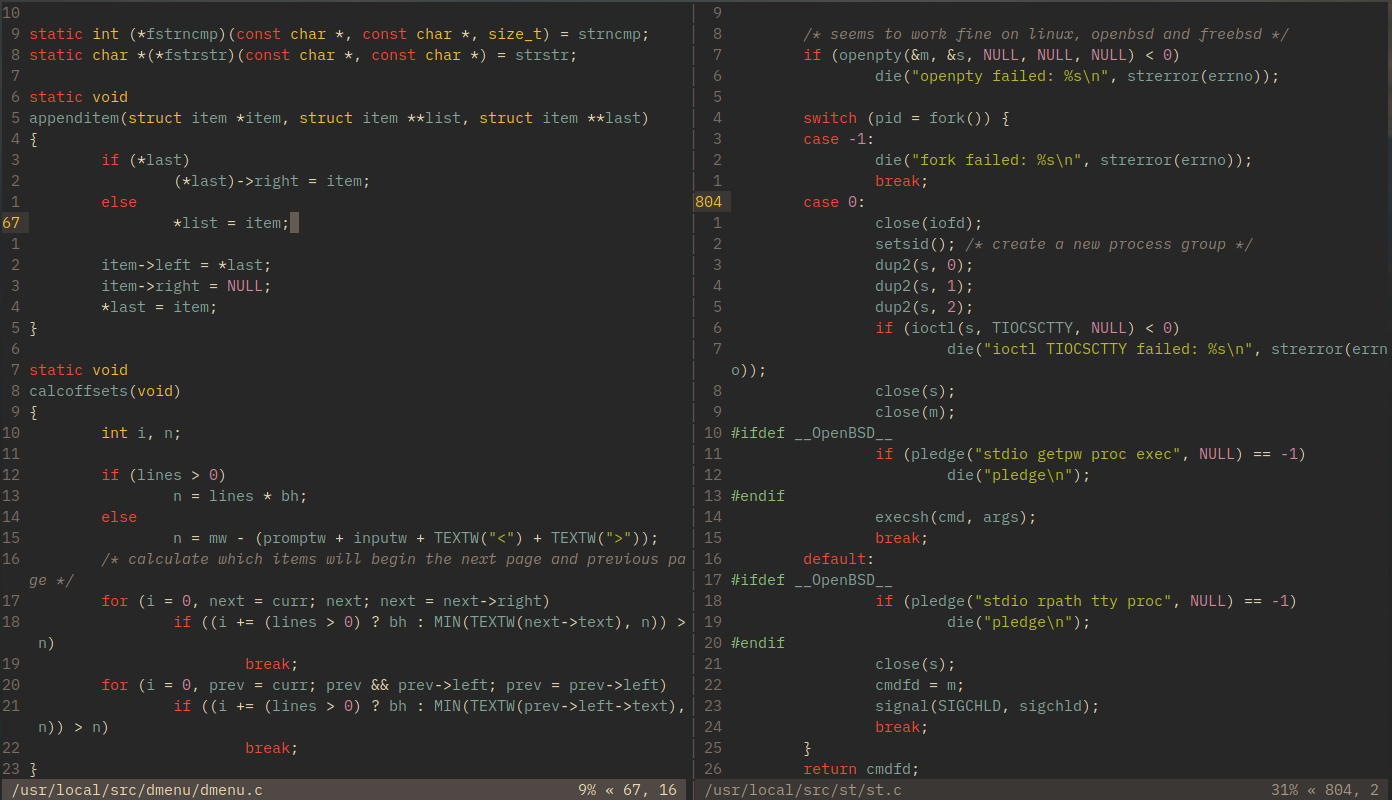 10
9 static int (*fstrncmp)(const char *, const char *, size_t) = strncmp;
8 static char *(*fstrstr)(const char *, const char *) = strstr;
7
6 static void
5 appenditem(struct item *item, struct item **list, struct item **last)
4 {
3         if (*last)
2                 (*last)->right = item;
1         else
67                 *list = item;
1
2         item->left = *last;
3         item->right = NULL;
4         *last = item;
5 }
6
7 static void
8 calcoffsets(void)
9 {
10         int i, n;
11
12         if (lines > 0)
13                 n = lines * bh;
14         else
15                 n = mw - (promptw + inputw + TEXTW("<") + TEXTW(">"));
16         /* calculate which items will begin the next page and previous pa
ge */
17         for (i = 0, next = curr; next; next = next->right)
18                 if ((i += (lines > 0) ? bh : MIN(TEXTW(next->text), n)) >
n)
19                         break;
20         for (i = 0, prev = curr; prev && prev->left; prev = prev->left)
21                 if ((i += (lines > 0) ? bh : MIN(TEXTW(prev->left->text),
n)) > n)
22                         break;
23 }
/usr/local/src/dmenu/dmenu.c 9% « 67, 16
9
8         /* seems to work fine on linux, openbsd and freebsd */
7         if (openpty(&m, &s, NULL, NULL, NULL) < 0)
6                 die("openpty failed: %s\n", strerror(errno));
5
4         switch (pid = fork()) {
3         case -1:
2                 die("fork failed: %s\n", strerror(errno));
1                 break;
804         case 0:
1                 close(iofd);
2                 setsid(); /* create a new process group */
3                 dup2(s, 0);
4                 dup2(s, 1);
5                 dup2(s, 2);
6                 if (ioctl(s, TIOCSCTTY, NULL) < 0)
7                         die("ioctl TIOCSCTTY failed: %s\n", strerror(errn
o));
8                 close(s);
9                 close(m);
10 #ifdef __OpenBSD__
11                 if (pledge("stdio getpw proc exec", NULL) == -1)
12                         die("pledge\n");
13 #endif
14                 execsh(cmd, args);
15                 break;
16         default:
17 #ifdef __OpenBSD__
18                 if (pledge("stdio rpath tty proc", NULL) == -1)
19                         die("pledge\n");
20 #endif
21                 close(s);
22                 cmdfd = m;
23                 signal(SIGCHLD, sigchld);
24                 break;
25         }
26         return cmdfd;
/usr/local/src/st/st.c 31% « 804, 2